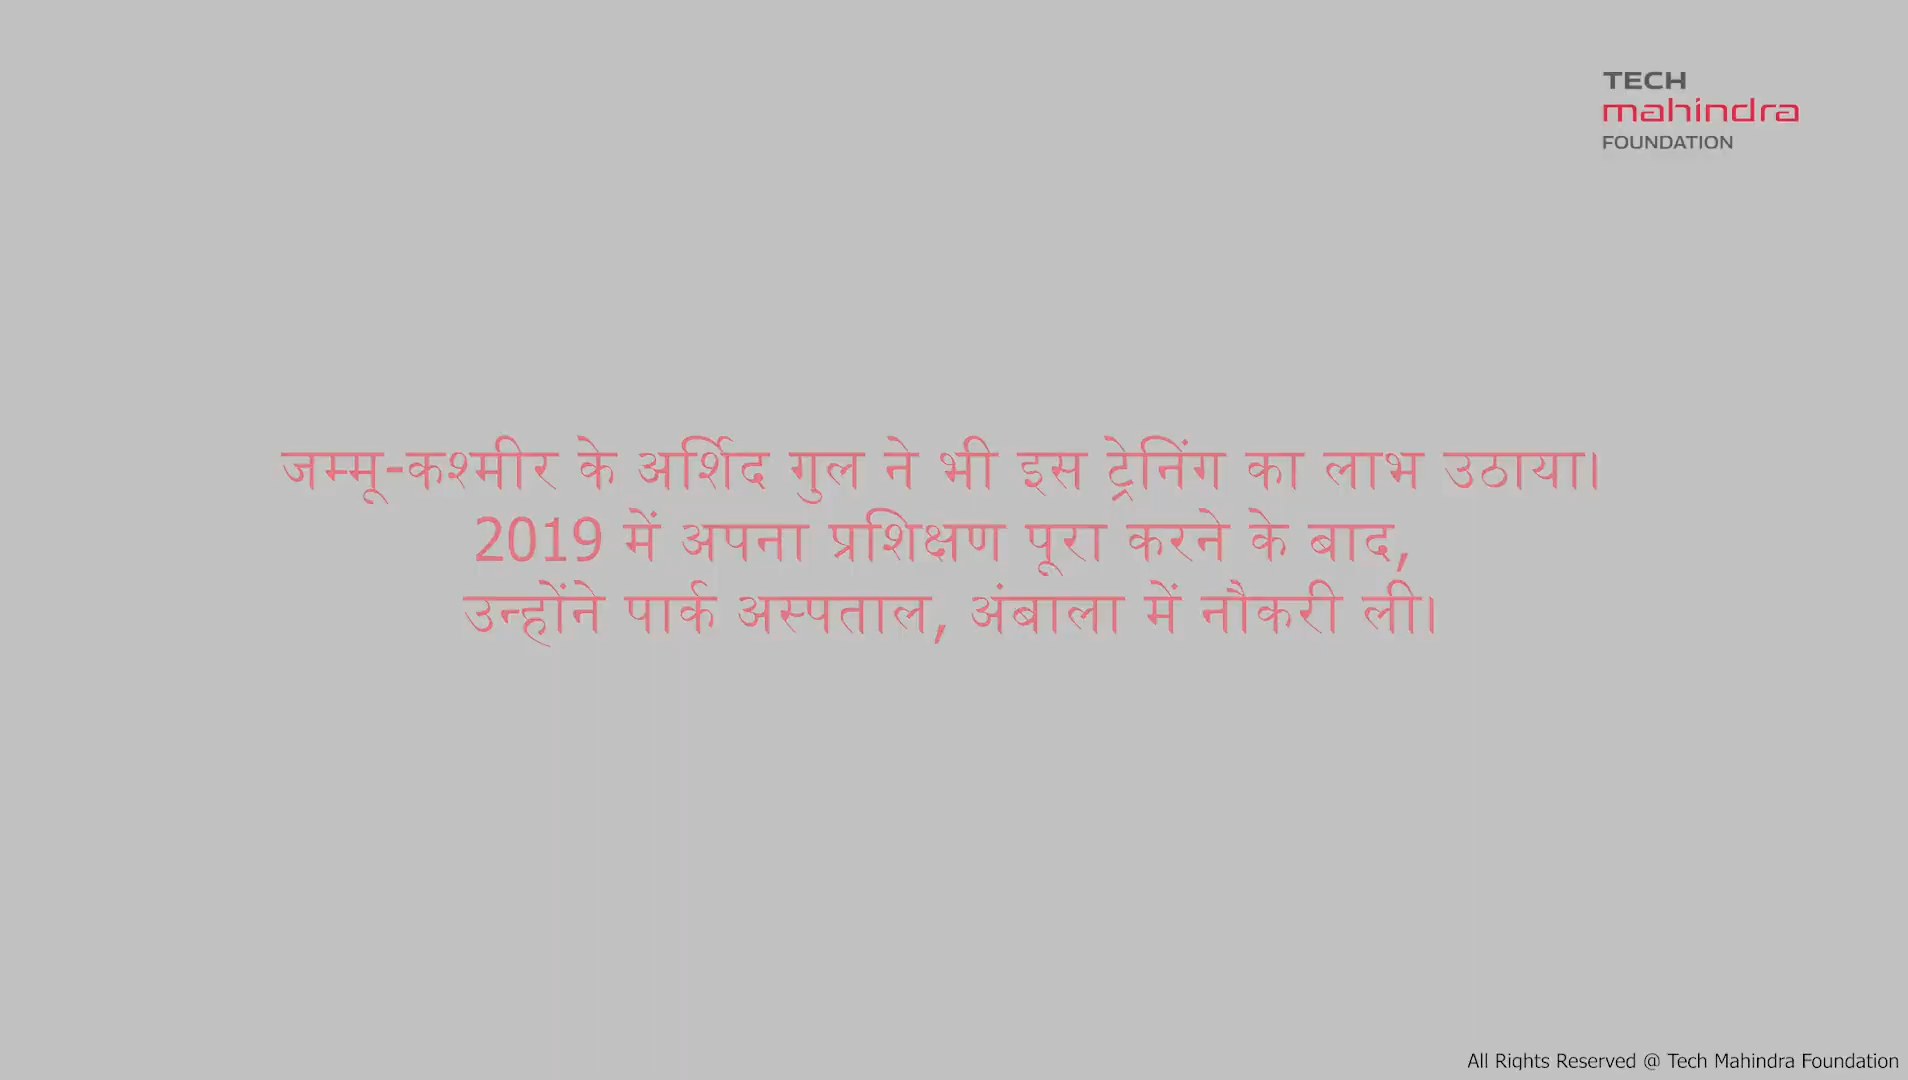 TECH
mahindra
FOUNDATION
जम्मू-कश्मीर के अर्शिद गुल ने भी इस ट्रेनिंग का लाभ उठाया।
2019 में अपना प्रशिक्षण पूरा करने के बाद,
उन्होंने पार्क अस्पताल, अंबाला में नौकरी ली।
All Rights Reserved @ Tech Mahindra Foundation